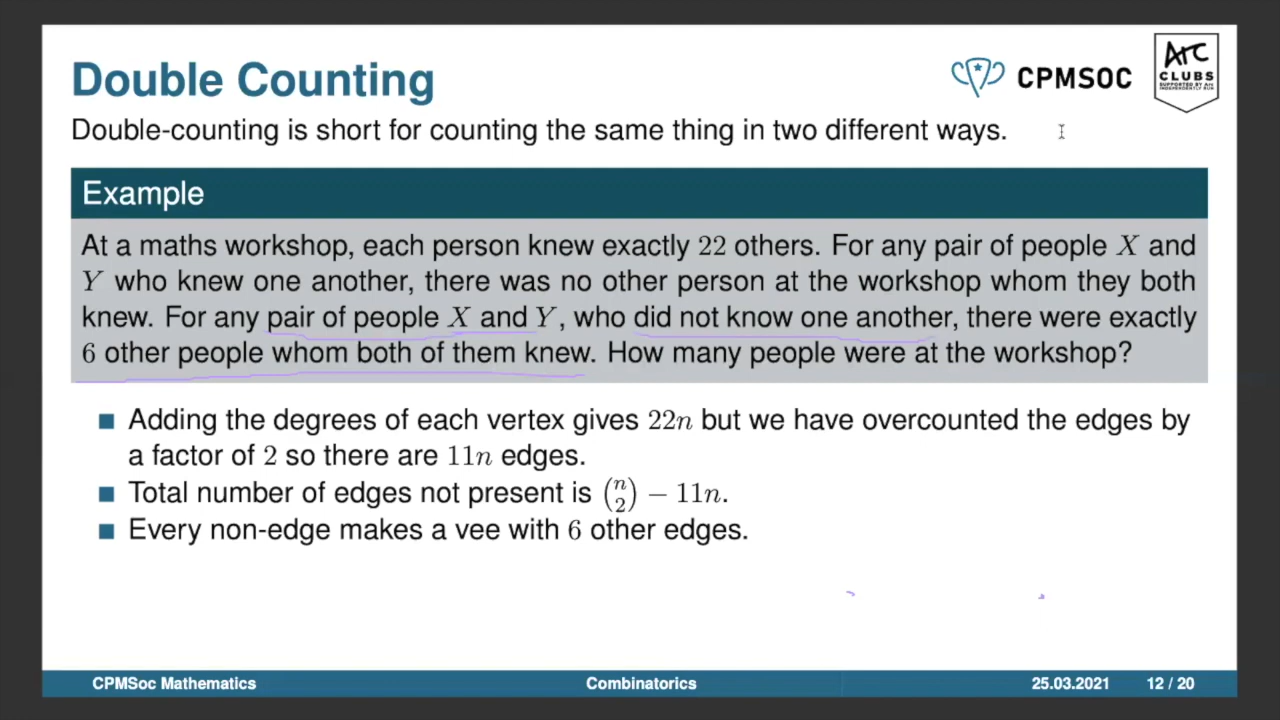 Double Counting
CPMSOC
ArC
CLUBS
SUPPORTED BY Arc
INDEPENDENTLY RUN
Double-counting is short for counting the same thing in two different ways.
Example
At a maths workshop, each person knew exactly 22 others. For any pair of people X and
Y who knew one another, there was no other person at the workshop whom they both
knew. For any pair of people X and Y, who did not know one another, there were exactly
6 other people whom both of them knew. How many people were at the workshop?
■ Adding the degrees of each vertex gives 22n but we have overcounted the edges by
a factor of 2 so there are 11n edges.
■ Total number of edges not present is (n 2) − 11n.
■ Every non-edge makes a vee with 6 other edges.
CPMSoc Mathematics Combinatorics 25.03.2021 12 / 20